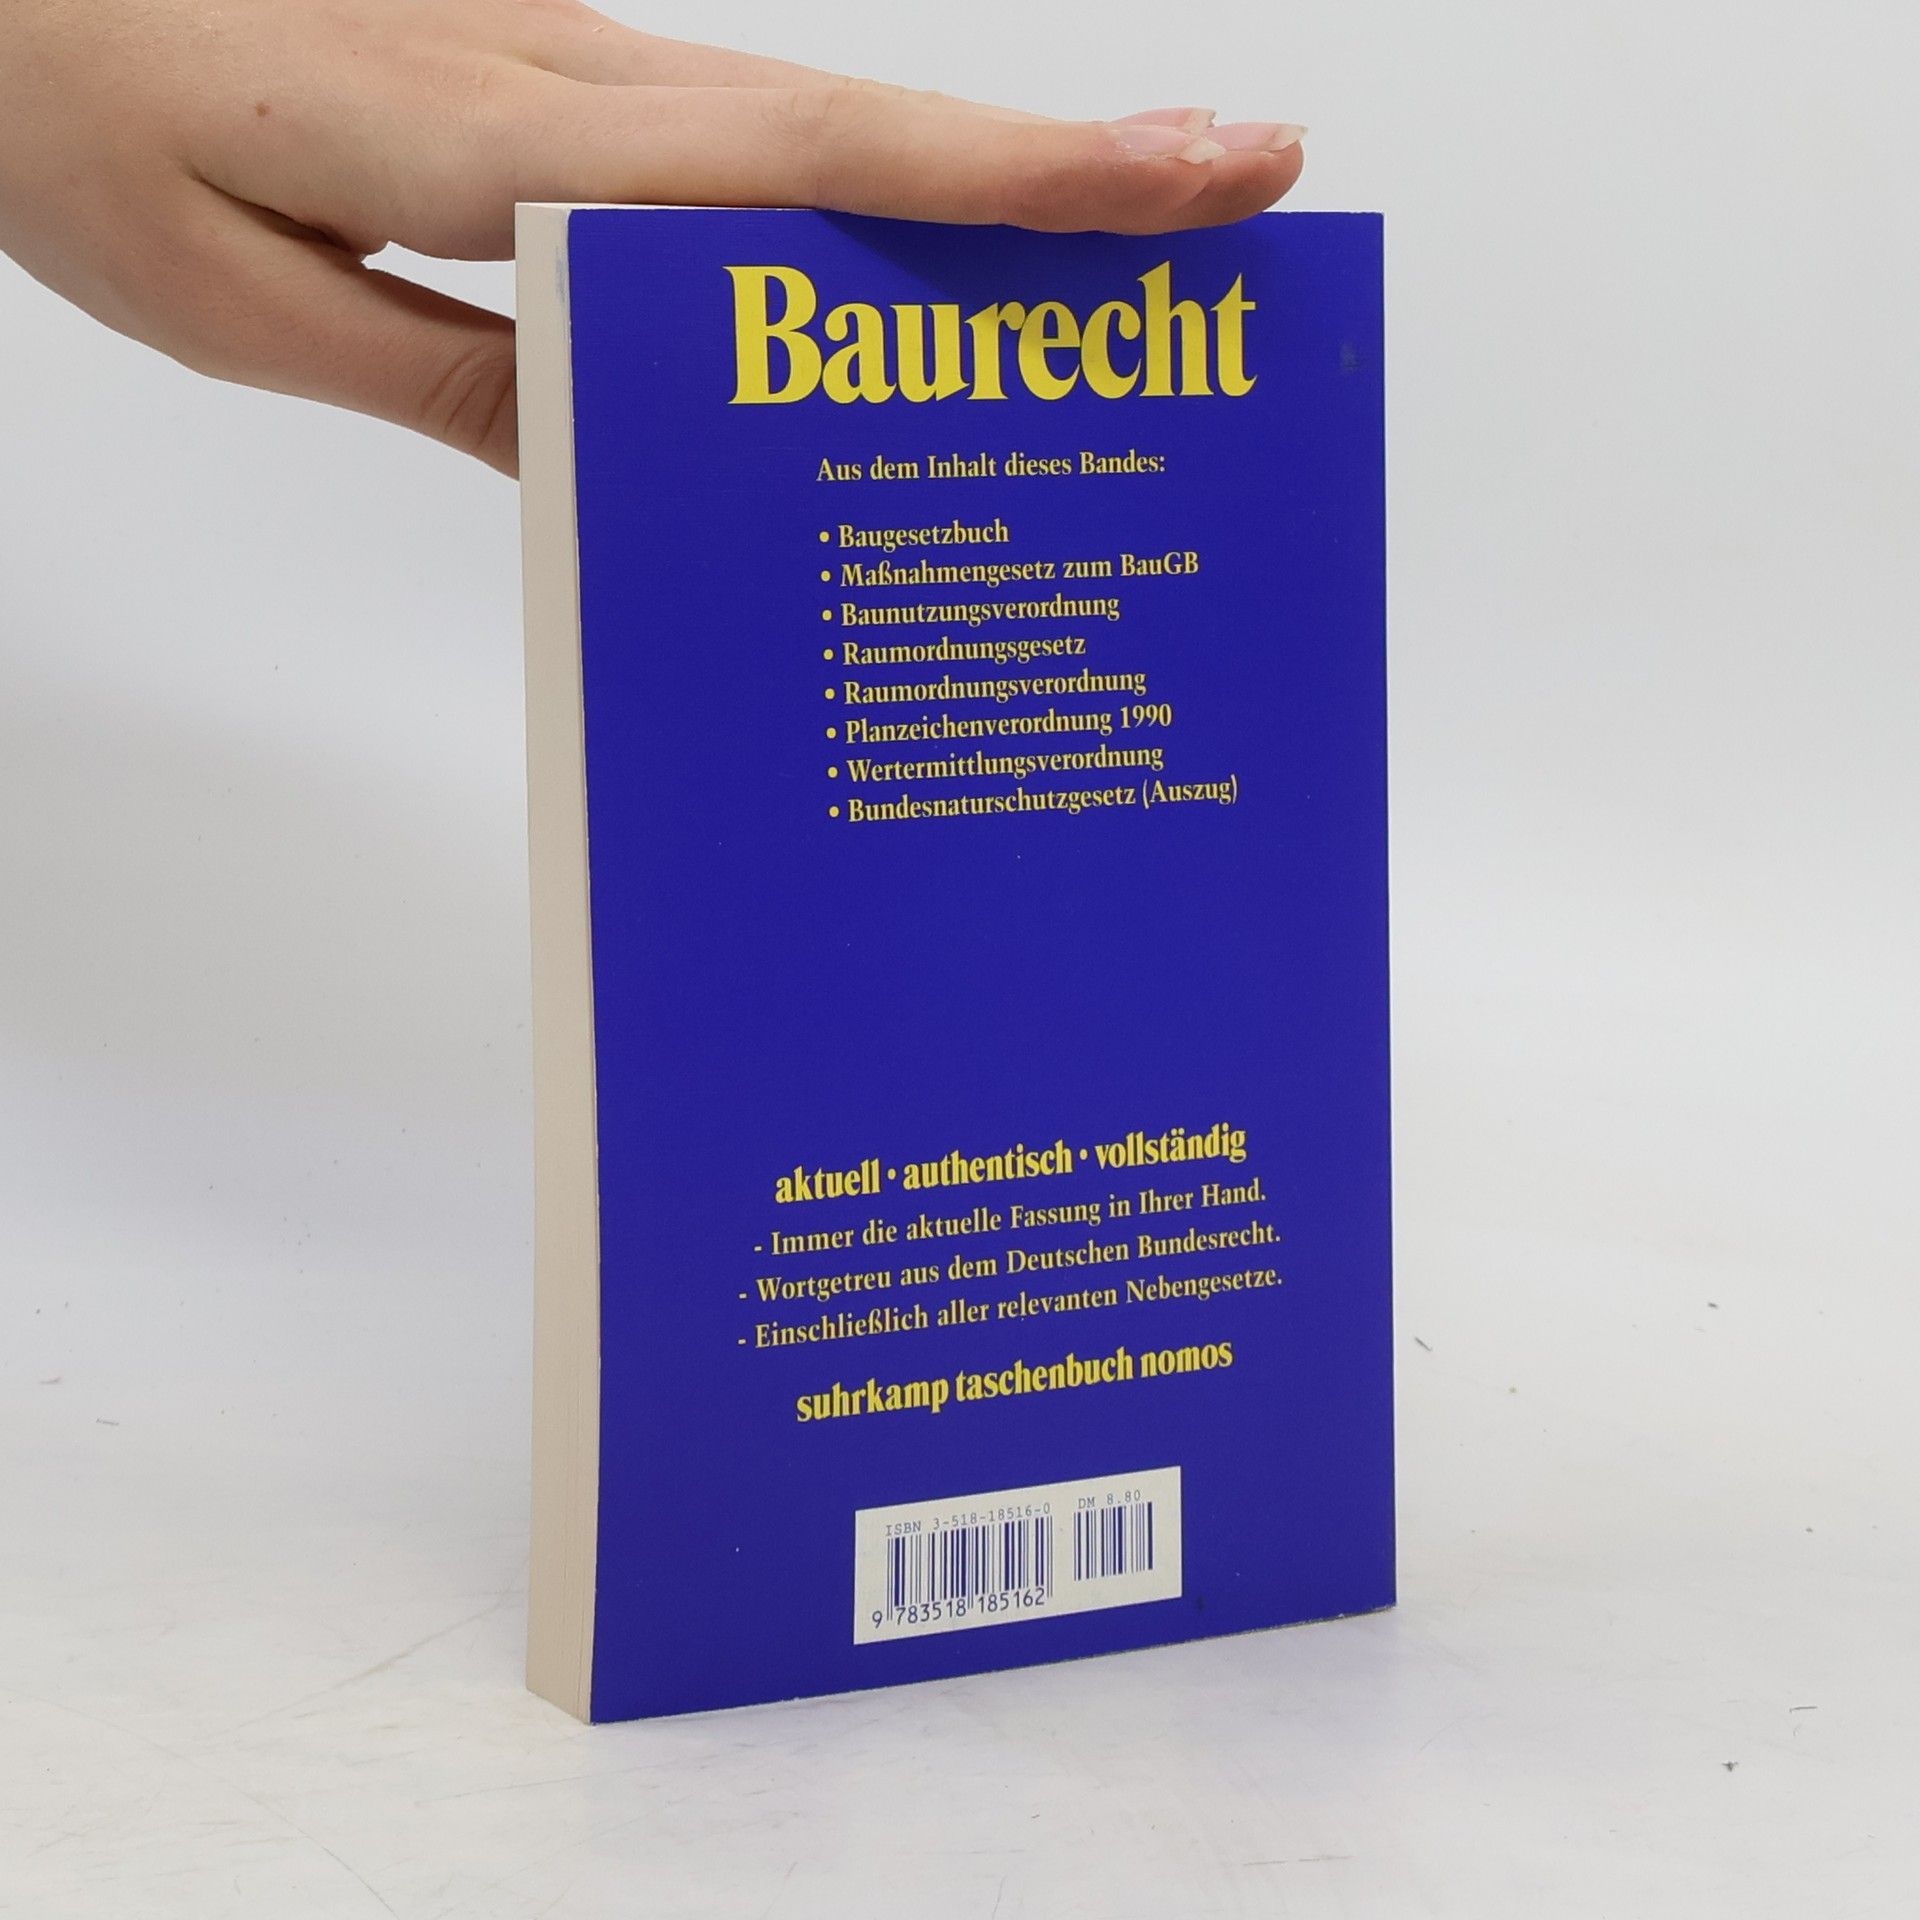 Baurecht
Aus dem Inhalt dieses Bandes:
• Baugesetzbuch
• Maßnahmengesetz zum BauGB
• Baunutzungsverordnung
• Raumordnungsgesetz
• Raumordnungsverordnung
• Planzeichenverordnung 1990
• Wertermittlungsverordnung
• Bundesnaturschutzgesetz (Auszug)
aktuell • authentisch • vollständig
- Immer die aktuelle Fassung in Ihrer Hand.
- Wortgetreu aus dem Deutschen Bundesrecht.
- Einschließlich aller relevanten Nebengesetze.
suhrkamp taschenbuch nomos
ISBN 3-518-18516-0 DM 8.80
9 783518 185162